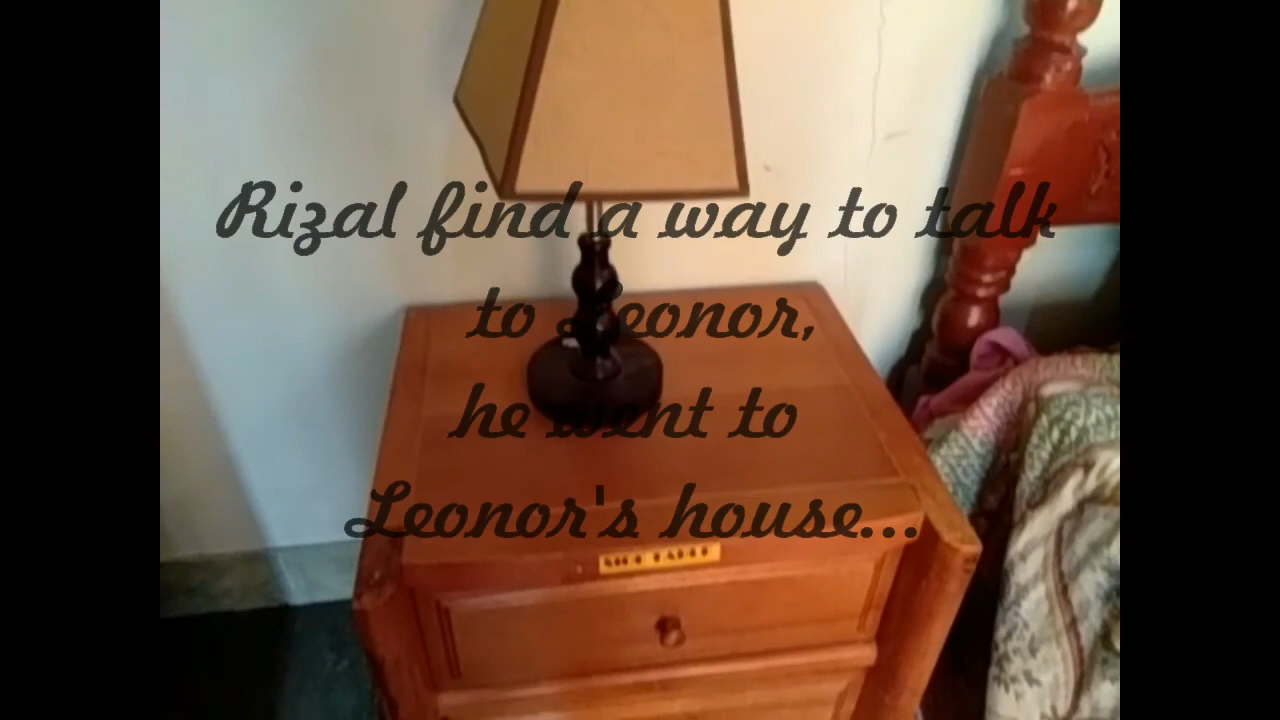 Rizal find a way to talk
to Leonor,
he went to
Leonor's house...